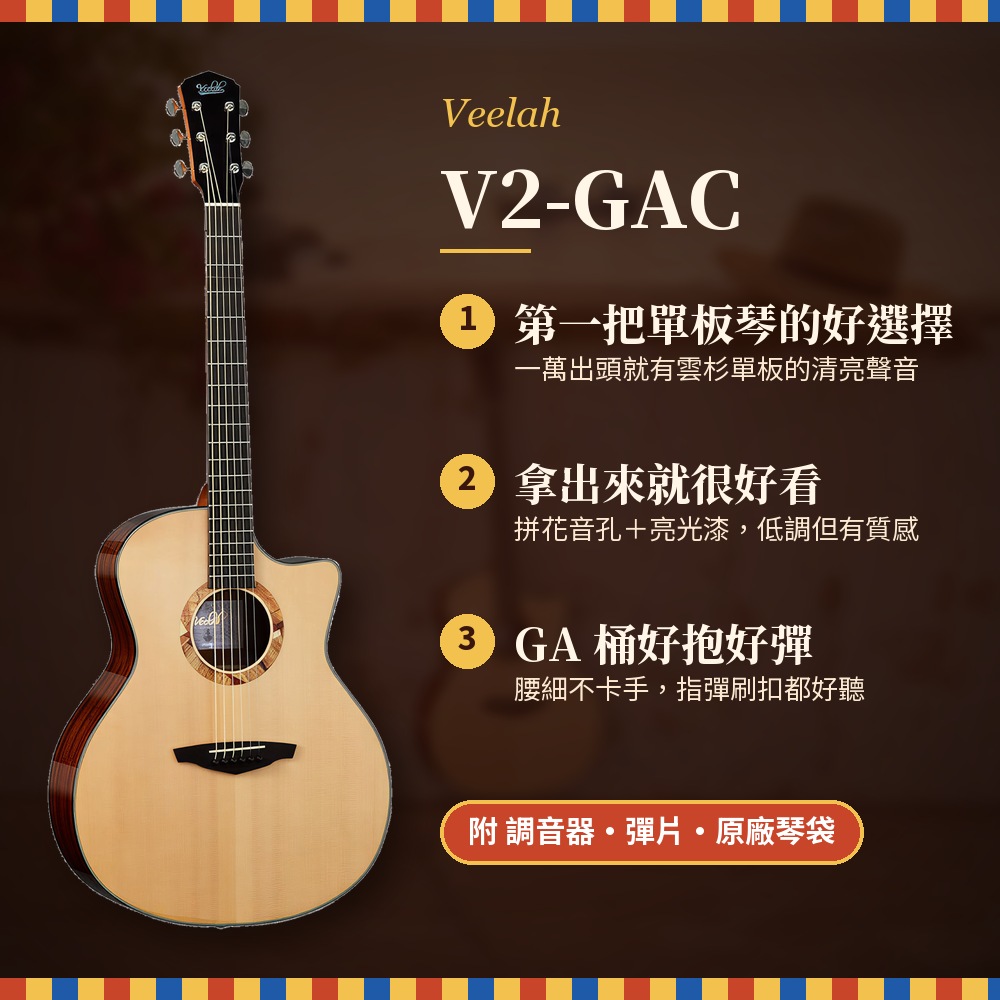 Veelah
Veelah
V2-GAC
1 第一把單板琴的好選擇
一萬出頭就有雲杉單板的清亮聲音
2 拿出來就很好看
拼花音孔＋亮光漆，低調但有質感
Veelah
3 GA 桶好抱好彈
腰細不卡手，指彈刷扣都好聽
附 調音器・彈片・原廠琴袋